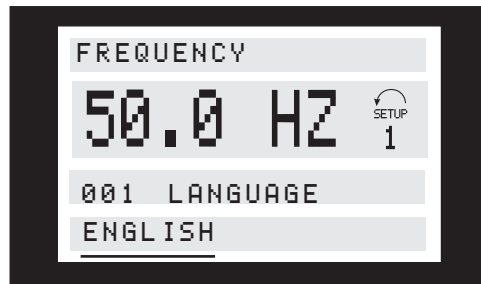 FREQUENCY
50.0 HZ
SETUP
1
001 LANGUAGE
ENGLISH